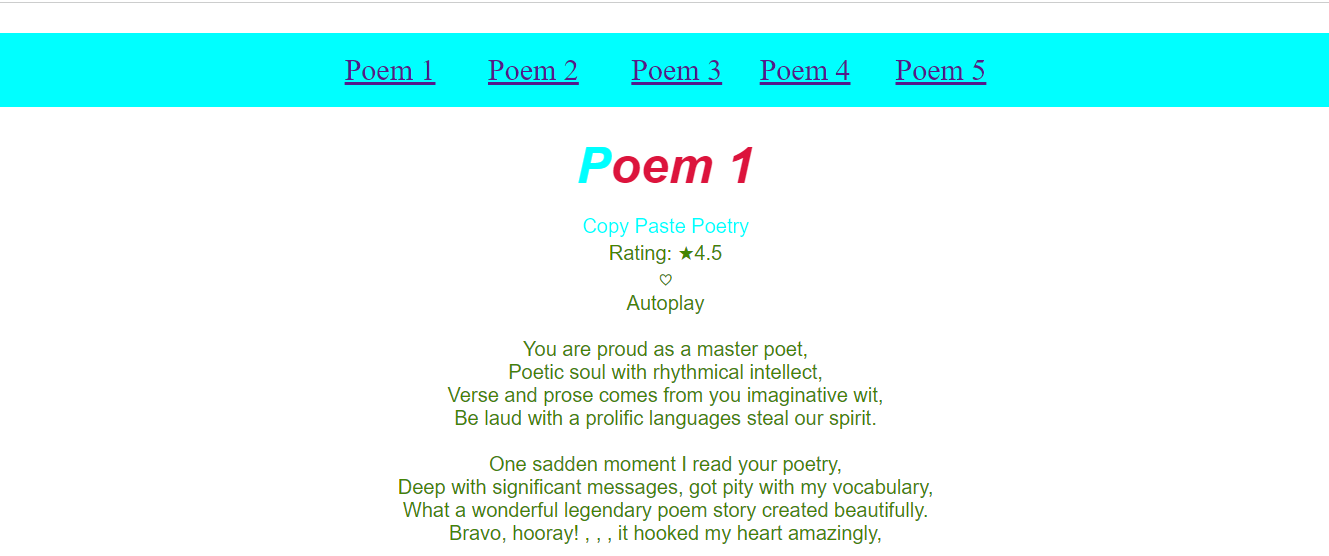 Poem 1 Poem 2 Poem 3 Poem 4 Poem 5
Poem 1
Copy Paste Poetry
Rating: ★4.5
♡
Autoplay
You are proud as a master poet,
Poetic soul with rhythmical intellect,
Verse and prose comes from you imaginative wit,
Be laud with a prolific languages steal our spirit.
One sadden moment I read your poetry,
Deep with significant messages, got pity with my vocabulary,
What a wonderful legendary poem story created beautifully.
Bravo, hooray! , , , it hooked my heart amazingly,